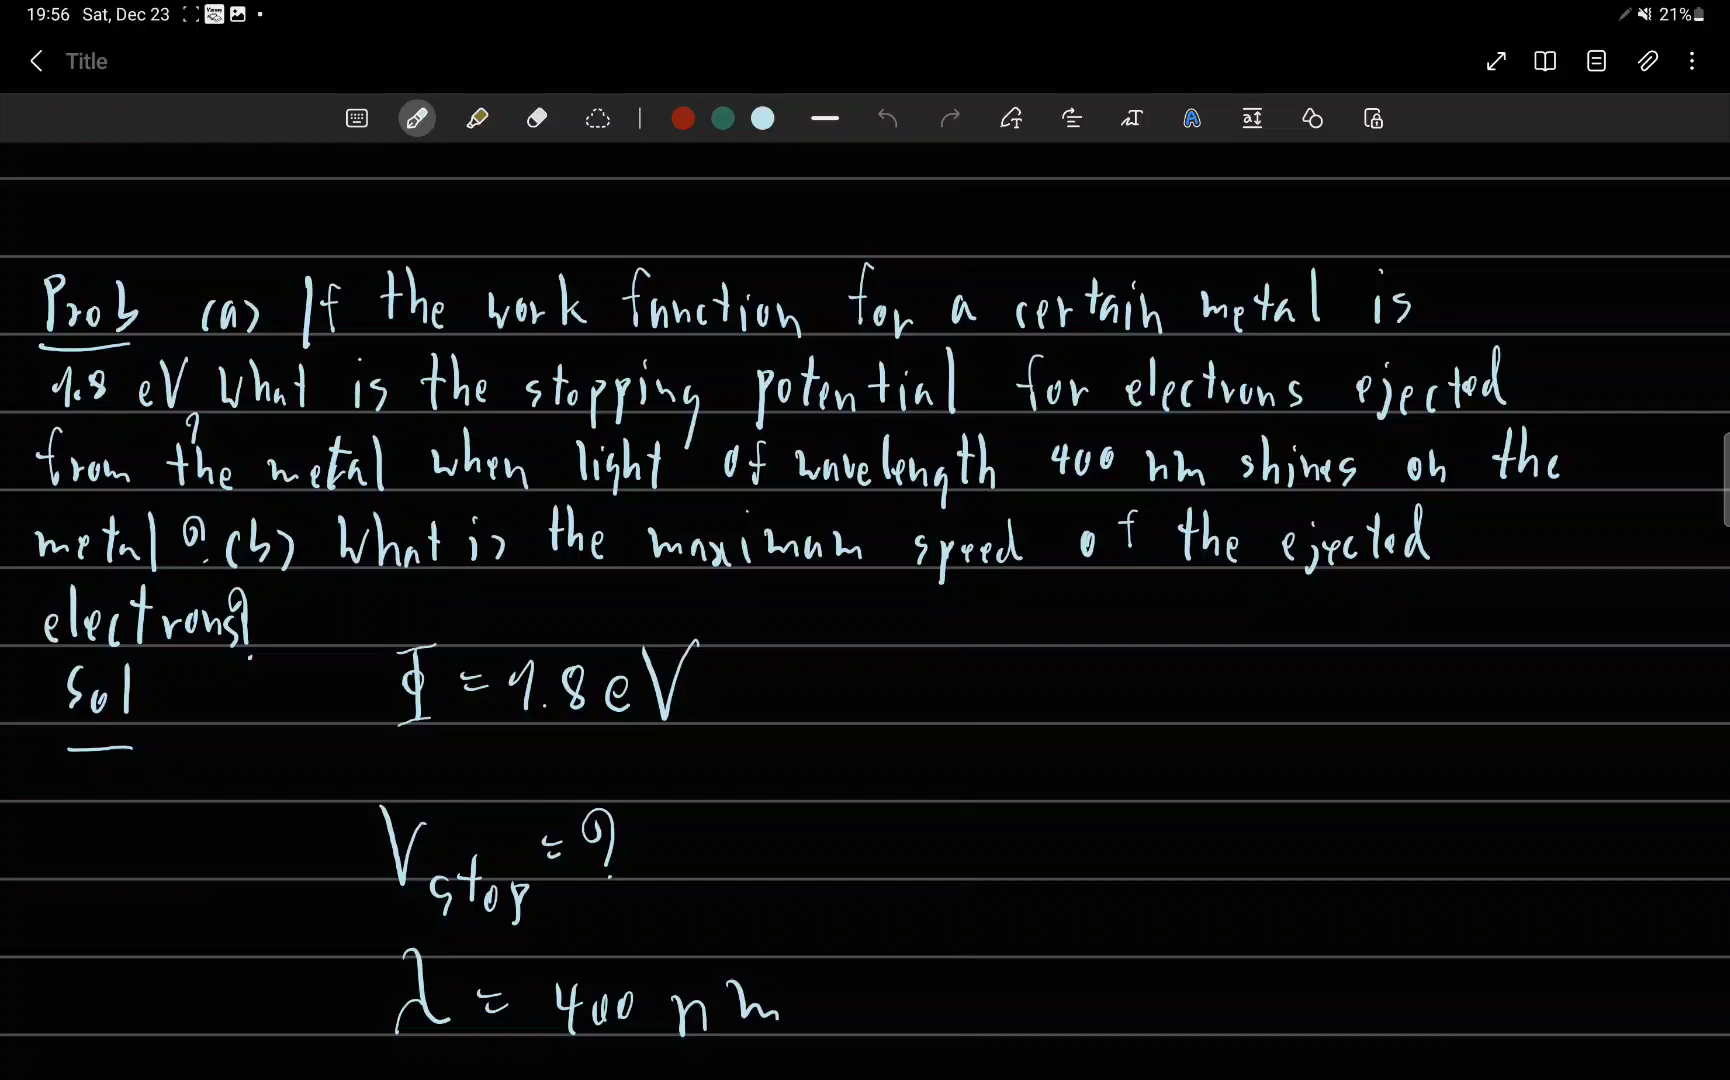 19:56 Sat, Dec 23
21%
Title
Prob (a) If the work function for a certain metal is
1.8 eV What is the stopping potential for electrons ejected
from the metal when light of wavelength 400 nm shines on the
metal ? (b) What is the maximum speed of the ejected
electrons?
Sol Φ = 1.8 eV
V stop = ?
λ = 400 nm